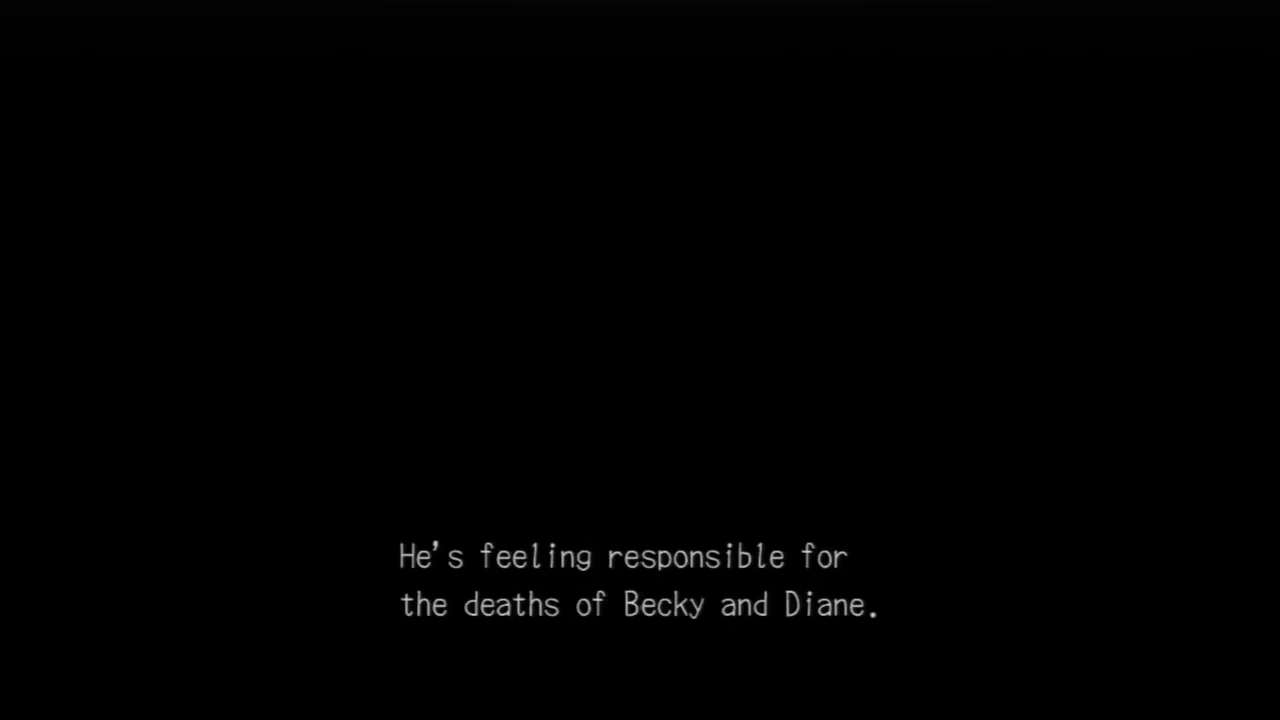 He's feeling responsible for
the deaths of Becky and Diane.